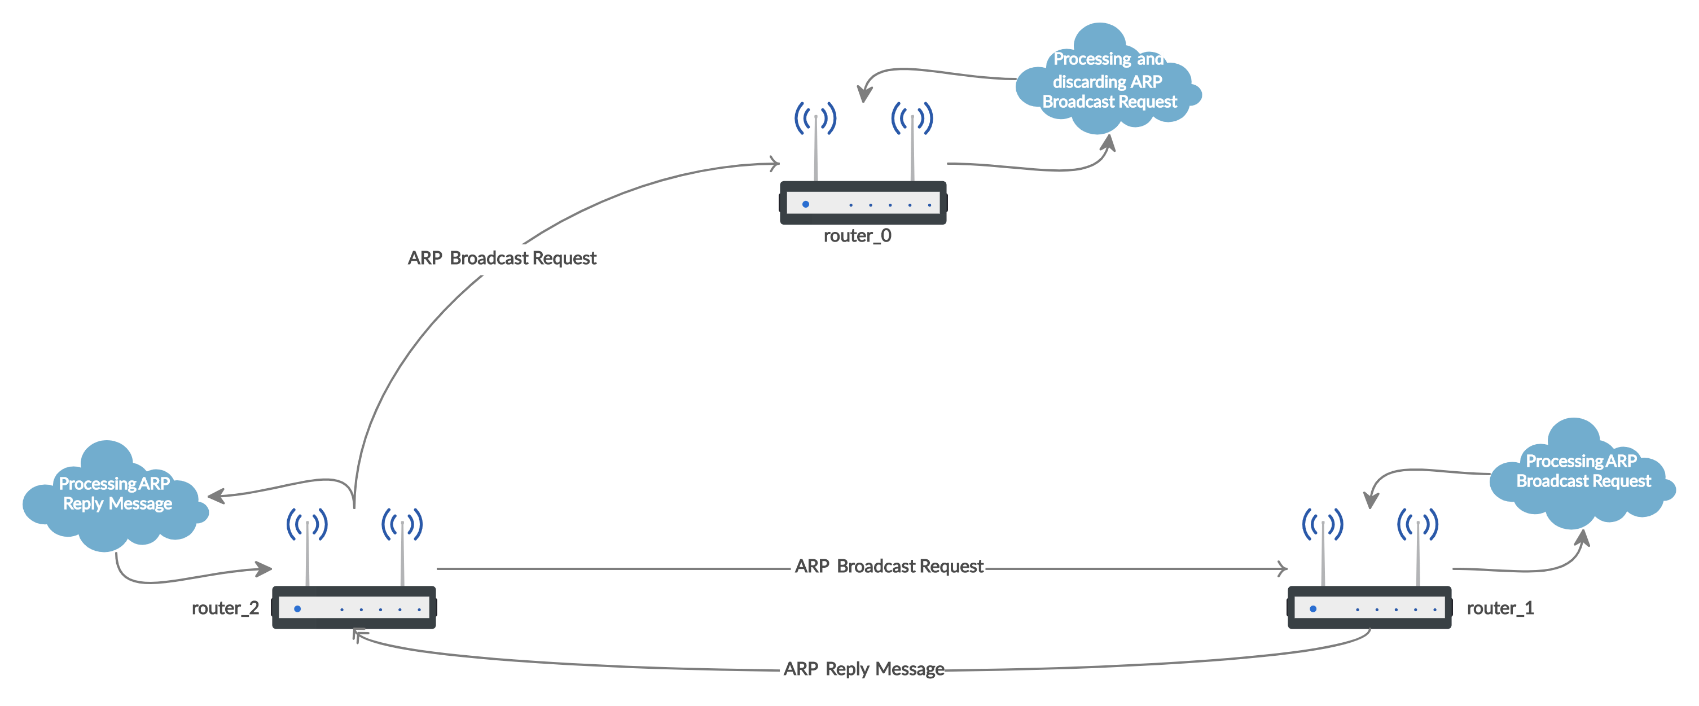 Processing and
discarding ARP
Broadcast Request
router_0
ARP Broadcast Request
Processing ARP
Reply Message
Processing ARP
Broadcast Request
ARP Broadcast Request
router_2
router_1
ARP Reply Message